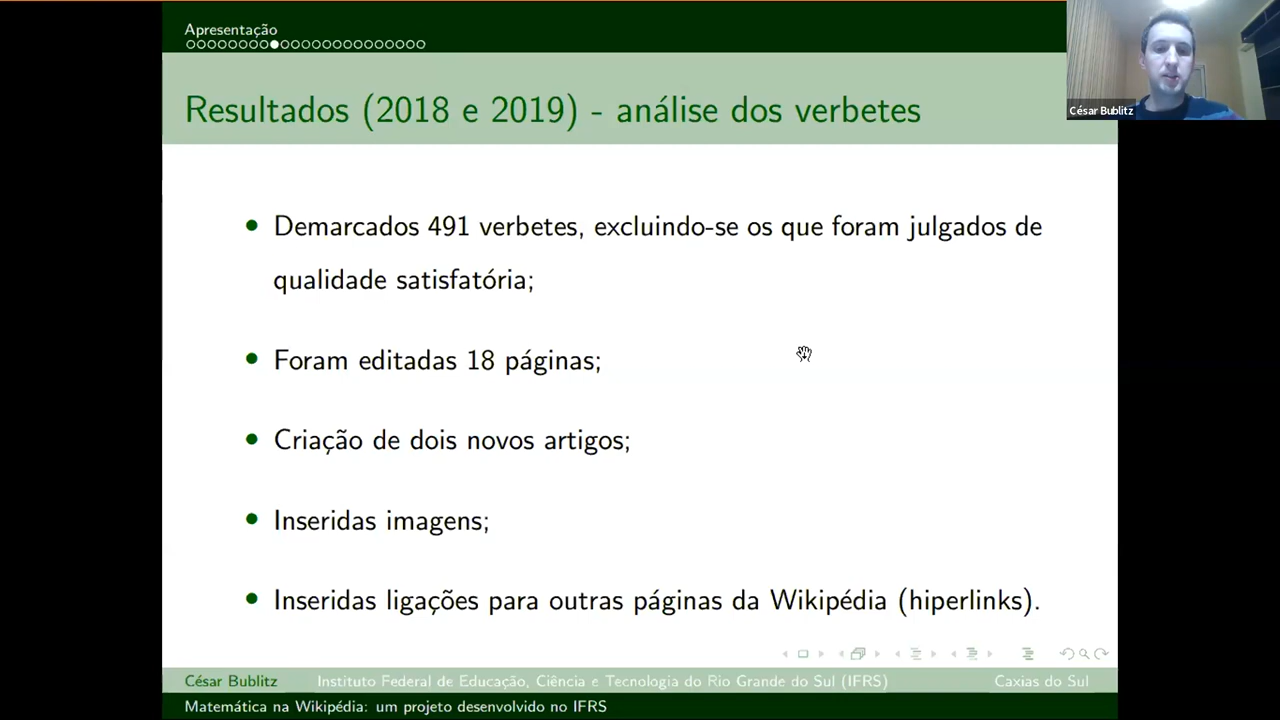 Apresentação
César Bublitz
Resultados (2018 e 2019) - análise dos verbetes
Demarcados 491 verbetes, excluindo-se os que foram julgados de
qualidade satisfatória;
Foram editadas 18 páginas;
Criação de dois novos artigos;
Inseridas imagens;
Inseridas ligações para outras páginas da Wikipédia (hiperlinks).
César Bublitz Instituto Federal de Educação, Ciência e Tecnologia do Rio Grande do Sul (IFRS) Caxias do Sul
Matemática na Wikipédia: um projeto desenvolvido no IFRS